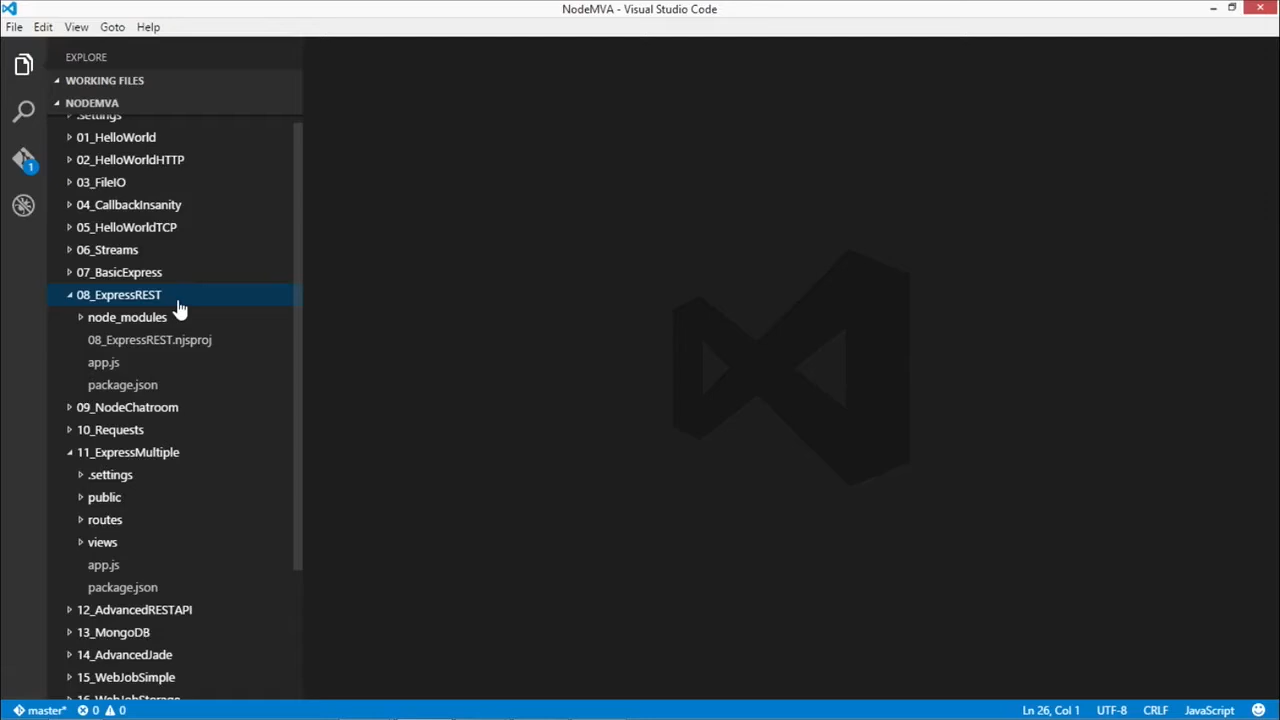 NodeMVA - Visual Studio Code
File Edit View Goto Help
EXPLORE
WORKING FILES
NODEMVA
.settings
01_HelloWorld
02_HelloWorldHTTP
03_FileIO
04_CallbackInsanity
05_HelloWorldTCP
06_Streams
07_BasicExpress
08_ExpressREST
node_modules
08_ExpressREST.njsproj
app.js
package.json
09_NodeChatroom
10_Requests
11_ExpressMultiple
.settings
public
routes
views
app.js
package.json
12_AdvancedRESTAPI
13_MongoDB
14_AdvancedJade
15_WebJobSimple
16_WebJobStorage
1
master* 0 0 Ln 26, Col 1 UTF-8 CRLF JavaScript